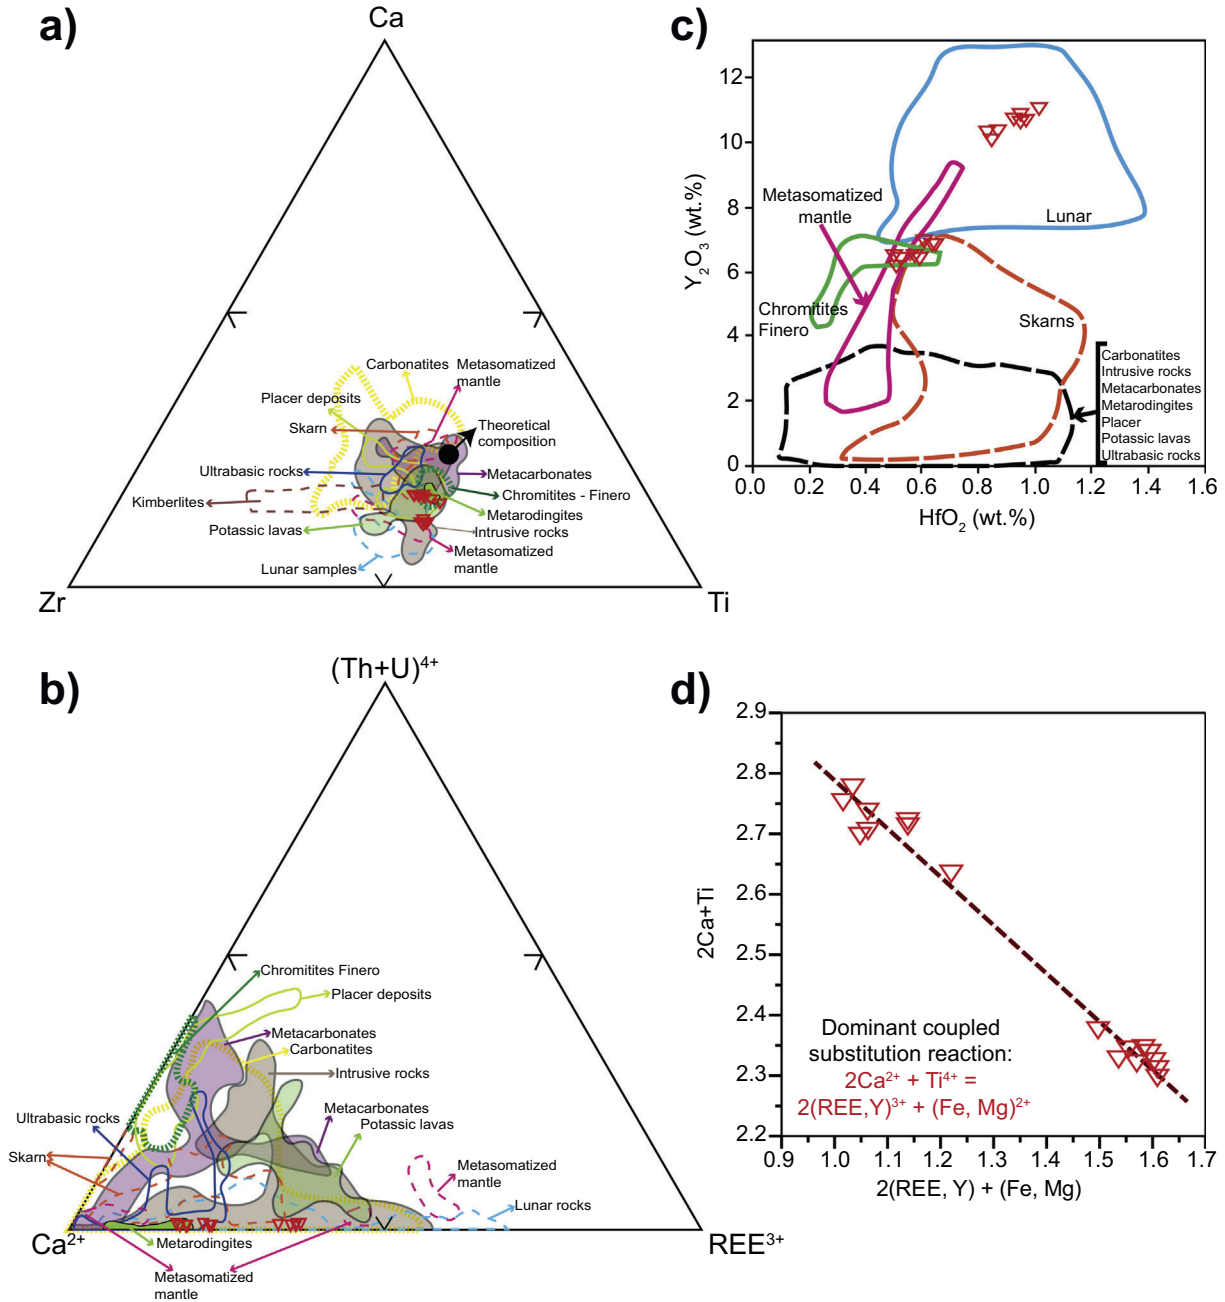 a)
Ca
Carbonatites
Metasomatized
mantle
Placer deposits
Skarn
Theoretical
composition
Ultrabasic rocks
Metacarbonates
Kimberlites
Chromitites - Finero
Metarodingites
Potassic lavas
Intrusive rocks
Metasomatized
mantle
Lunar samples
Zr
Ti
c)
12
10
8
6
4
2
0
Y2O3 (wt.%)
Metasomatized
mantle
Lunar
Chromitites
Finero
Skarns
Carbonatites
Intrusive rocks
Metacarbonates
Metarodingites
Placer
Potassic lavas
Ultrabasic rocks
0.0 0.2 0.4 0.6 0.8 1.0 1.2 1.4 1.6
HfO2 (wt.%)
b)
(Th+U)4+
Chromitites Finero
Placer deposits
Metacarbonates
Carbonatites
Intrusive rocks
Metacarbonates
Potassic lavas
Ultrabasic rocks
Skarn
Metasomatized
mantle
Lunar rocks
Ca2+
REE3+
Metarodingites
Metasomatized
mantle
d)
2.9
2.8
2.7
2.6
2.5
2.4
2.3
2.2
2Ca+Ti
Dominant coupled
substitution reaction:
2Ca2+ + Ti4+ =
2(REE,Y)3+ + (Fe, Mg)2+
0.9 1.0 1.1 1.2 1.3 1.4 1.5 1.6 1.7
2(REE, Y) + (Fe, Mg)